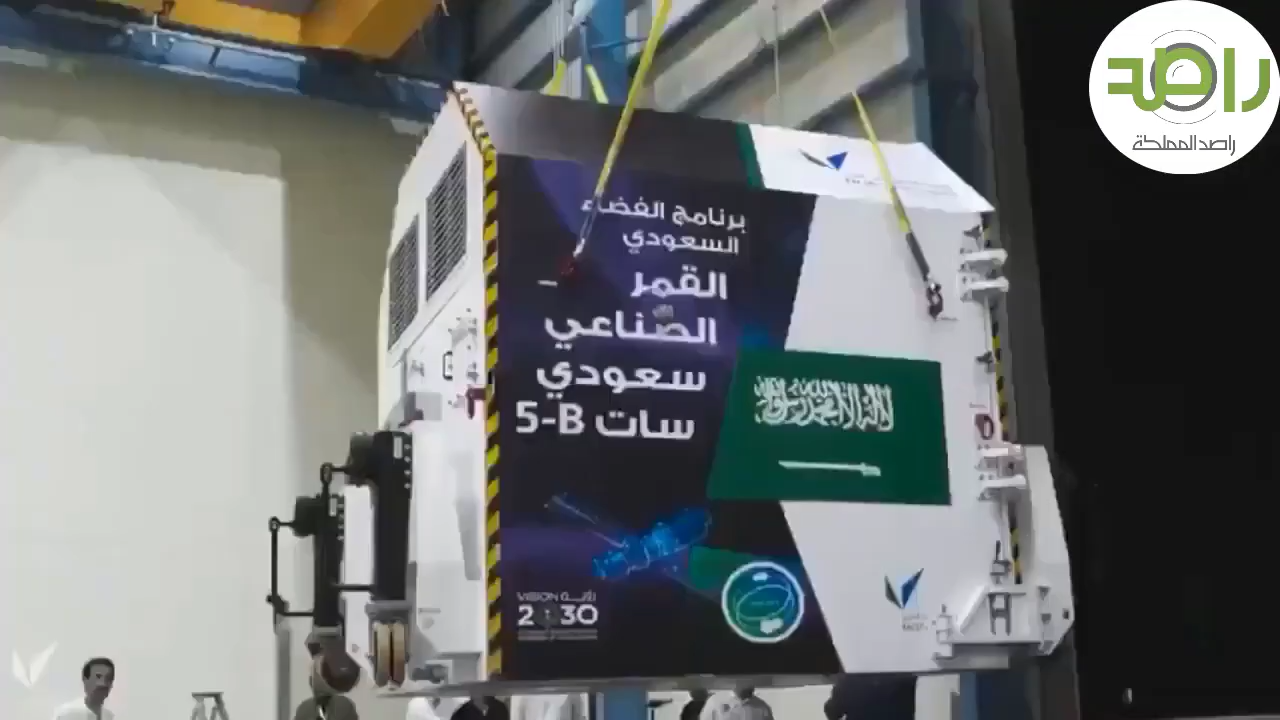 راصد
راصد المملكة
برنامج الفضاء
السعودي
القمر
الصناعي
سعودي
سات 5-B
لا إله إلا الله محمد رسول الله
VISION رؤيـــة
2030